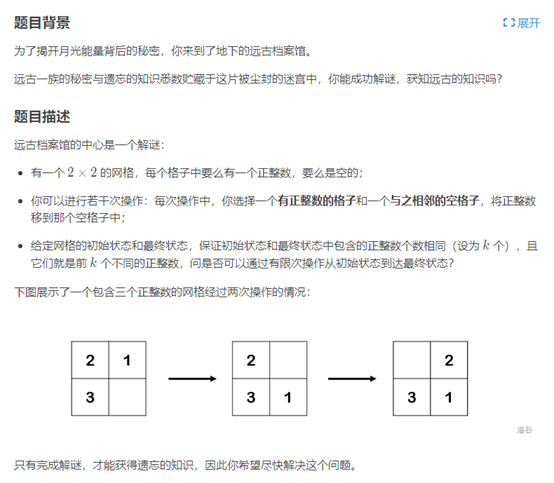 题目背景
展开
为了揭开月光能量背后的秘密，你来到了地下的远古档案馆。
远古一族的秘密与遗忘的知识悉数贮藏于这片被尘封的迷宫中，你能成功解谜，获知远古的知识吗？
题目描述
远古档案馆的中心是一个解谜：
• 有一个 2 × 2 的网格，每个格子中要么有一个正整数，要么是空的；
• 你可以进行若干次操作：每次操作中，你选择一个有正整数的格子和一个与之相邻的空格子，将正整数
移到那个空格子中；
• 给定网格的初始状态和最终状态，保证初始状态和最终状态中包含的正整数个数相同（设为 k 个），且
它们就是前 k 个不同的正整数，问是否可以通过有限次操作从初始状态到达最终状态？
下图展示了一个包含三个正整数的网格经过两次操作的情况：
2 1 2 2
3 3 1 3 1
洛谷
只有完成解谜，才能获得遗忘的知识，因此你希望尽快解决这个问题。